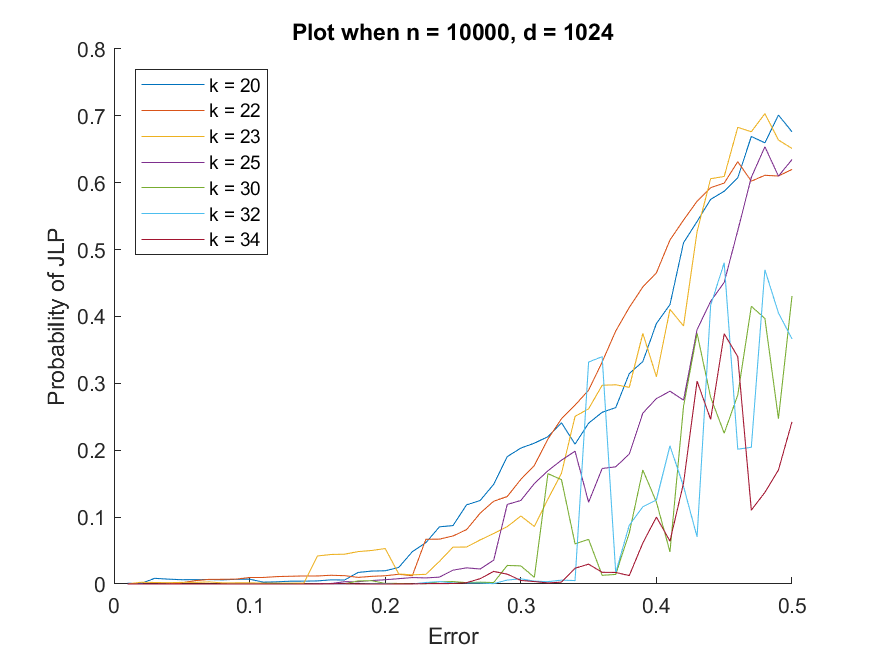 Plot when n = 10000, d = 1024
0.8
0.7
0.6
0.5
0.4
0.3
0.2
0.1
0
k = 20
k = 22
k = 23
k = 25
k = 30
k = 32
k = 34
Probability of JLP
0
0.1
0.2
0.3
0.4
0.5
Error